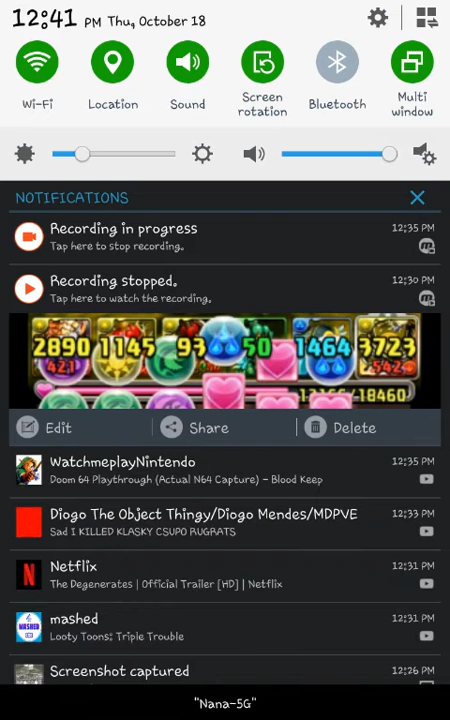 12:41 PM Thu, October 18
Wi-Fi
Location
Sound
Screen rotation
Bluetooth
Multi window
NOTIFICATIONS
Recording in progress 12:35 PM
Tap here to stop recording.
Recording stopped. 12:30 PM
Tap here to watch the recording.
2890 1145 93 50 1464 3723
421 542
/18460
Edit Share Delete
WatchmeplayNintendo 12:35 PM
Doom 64 Playthrough (Actual N64 Capture) - Blood Keep
Diogo The Object Thingy/Diogo Mendes/MDPVE 12:33 PM
Sad I KILLED KLASKY CSUPO RUGRATS
Netflix 12:31 PM
The Degenerates | Official Trailer [HD] | Netflix
mashed 12:31 PM
Looty Toons: Triple Trouble
WASHED
Screenshot captured 12:26 PM
"Nana-5G"